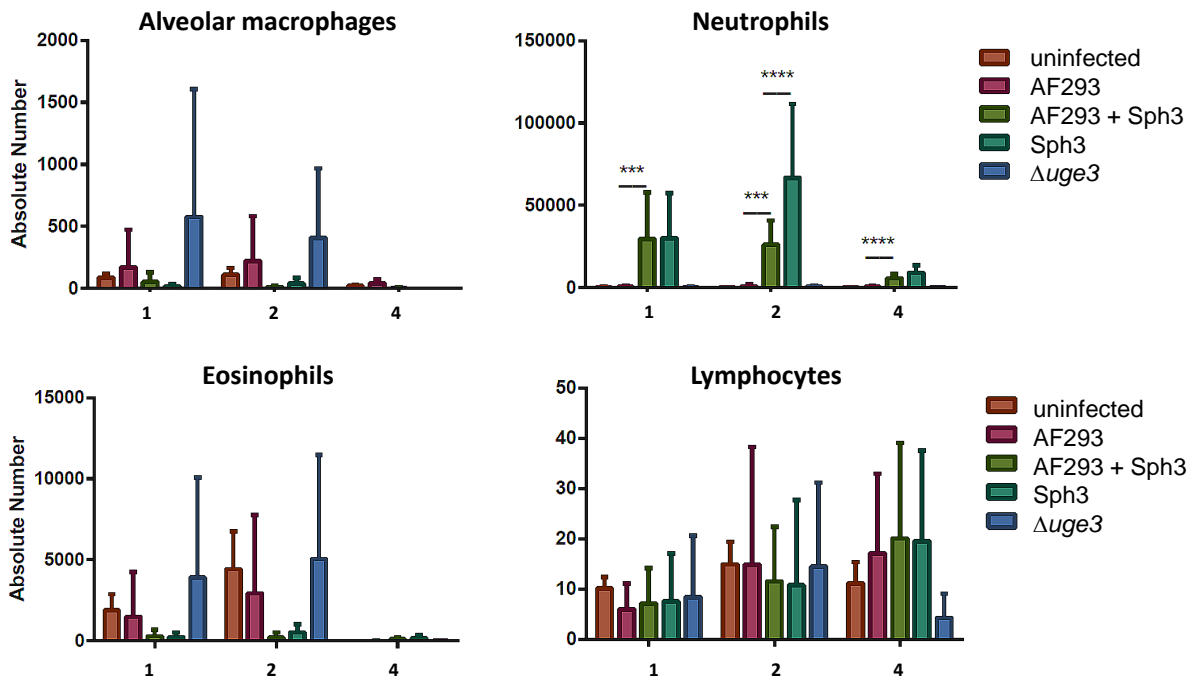 Alveolar macrophages
Absolute Number
2000
1500
1000
500
0
1 2 4
Neutrophils
150000
100000
50000
0
***
***
****
****
1 2 4
uninfected
AF293
AF293 + Sph3
Sph3
Δuge3
Eosinophils
Absolute Number
15000
10000
5000
0
1 2 4
Lymphocytes
50
40
30
20
10
0
1 2 4
uninfected
AF293
AF293 + Sph3
Sph3
Δuge3